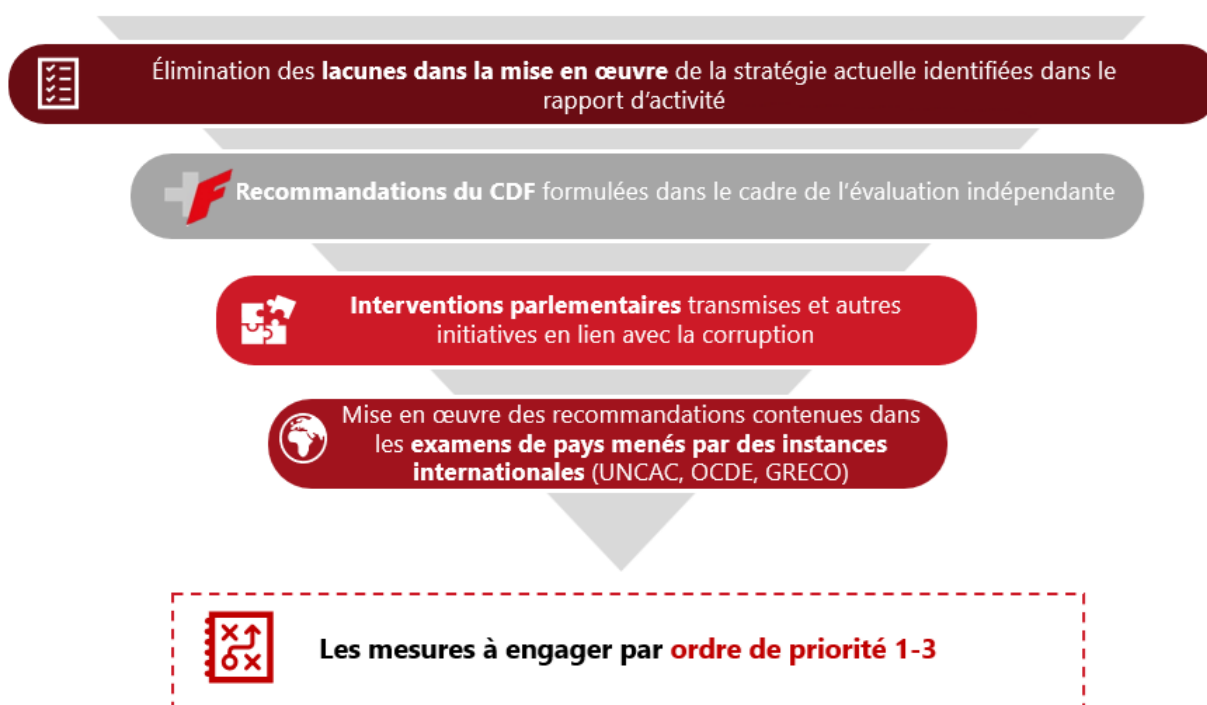 Élimination des lacunes dans la mise en œuvre de la stratégie actuelle identifiées dans le
rapport d’activité
Recommandations du CDF formulées dans le cadre de l’évaluation indépendante
Interventions parlementaires transmises et autres
initiatives en lien avec la corruption
Mise en œuvre des recommandations contenues dans
les examens de pays menés par des instances
internationales (UNCAC, OCDE, GRECO)
Les mesures à engager par ordre de priorité 1-3